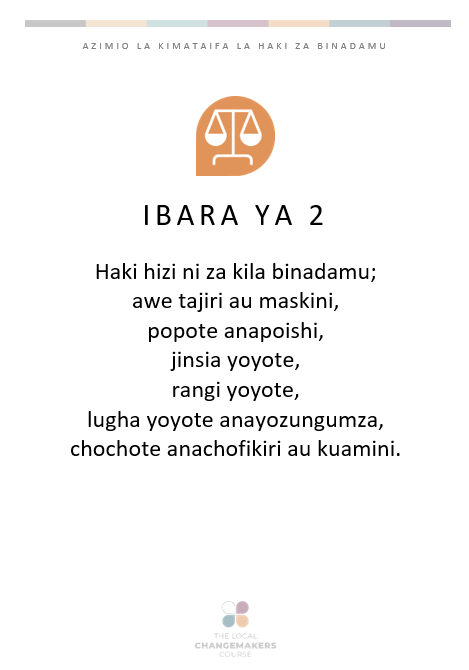 AZIMIO LA KIMATAIFA LA HAKI ZA BINADAMU
IBARA YA 2
Haki hizi ni za kila binadamu;
awe tajiri au maskini,
popote anapoishi,
jinsia yoyote,
rangi yoyote,
lugha yoyote anayozungumza,
chochote anachofikiri au kuamini.
THE LOCAL
CHANGEMAKERS
COURSE